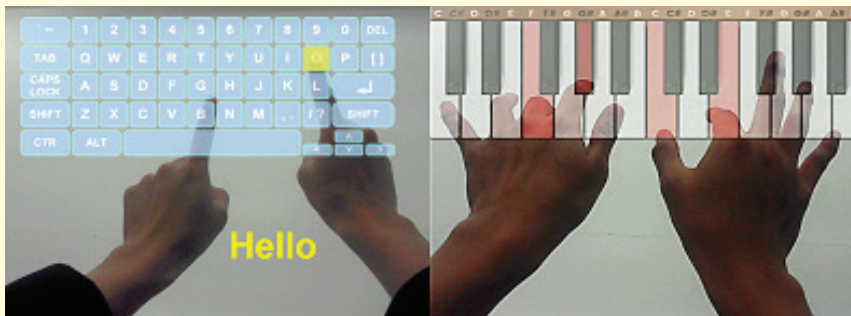 ` ~ 1 2 3 4 5 6 7 8 9 0 DEL
TAB Q W E R T Y U I O P [ ]
CAPS LOCK A S D F G H J K L
SHIFT Z X C V B N M , . / ? SHIFT
CTR ALT < ^ v >
Hello
C C# D D# E F F# G G# A A# B C C# D D# E F F# G G# A A#